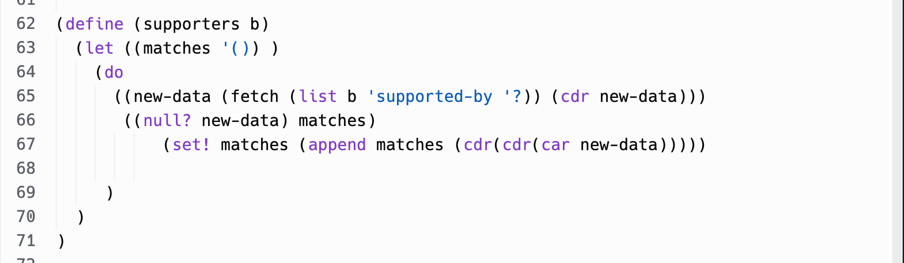 62 (define (supporters b)
63   (let ((matches '()) )
64     (do
65       ((new-data (fetch (list b 'supported-by '?)) (cdr new-data)))
66        ((null? new-data) matches)
67            (set! matches (append matches (cdr(cdr(car new-data)))))
68
69      )
70   )
71 )